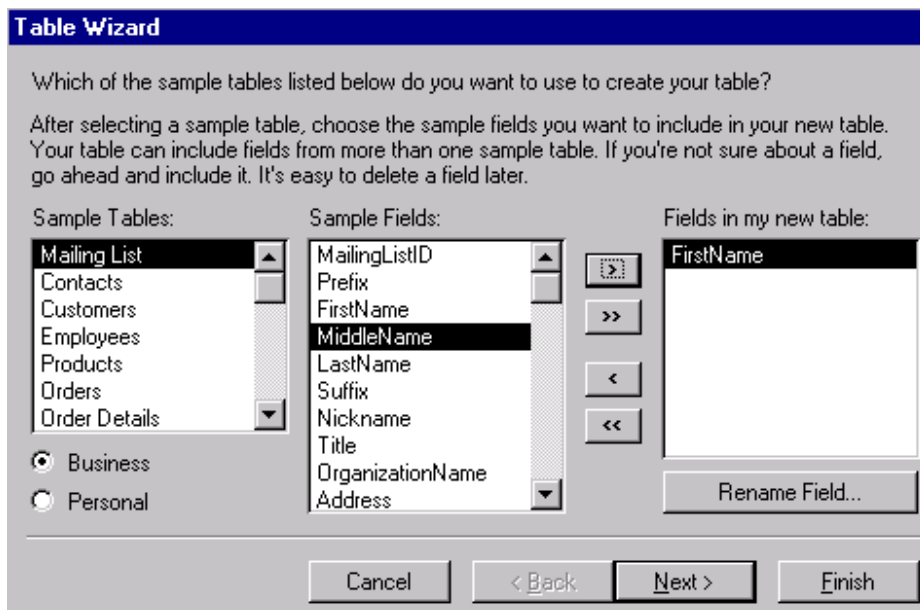 Table Wizard
Which of the sample tables listed below do you want to use to create your table?
After selecting a sample table, choose the sample fields you want to include in your new table.
Your table can include fields from more than one sample table. If you're not sure about a field,
go ahead and include it. It's easy to delete a field later.
Sample Tables:
Mailing List
Contacts
Customers
Employees
Products
Orders
Order Details
Business
Personal
Sample Fields:
MailingListID
Prefix
FirstName
MiddleName
LastName
Suffix
Nickname
Title
OrganizationName
Address
>
>>
<
<<
Fields in my new table:
FirstName
Rename Field...
Cancel
< Back
Next >
Finish